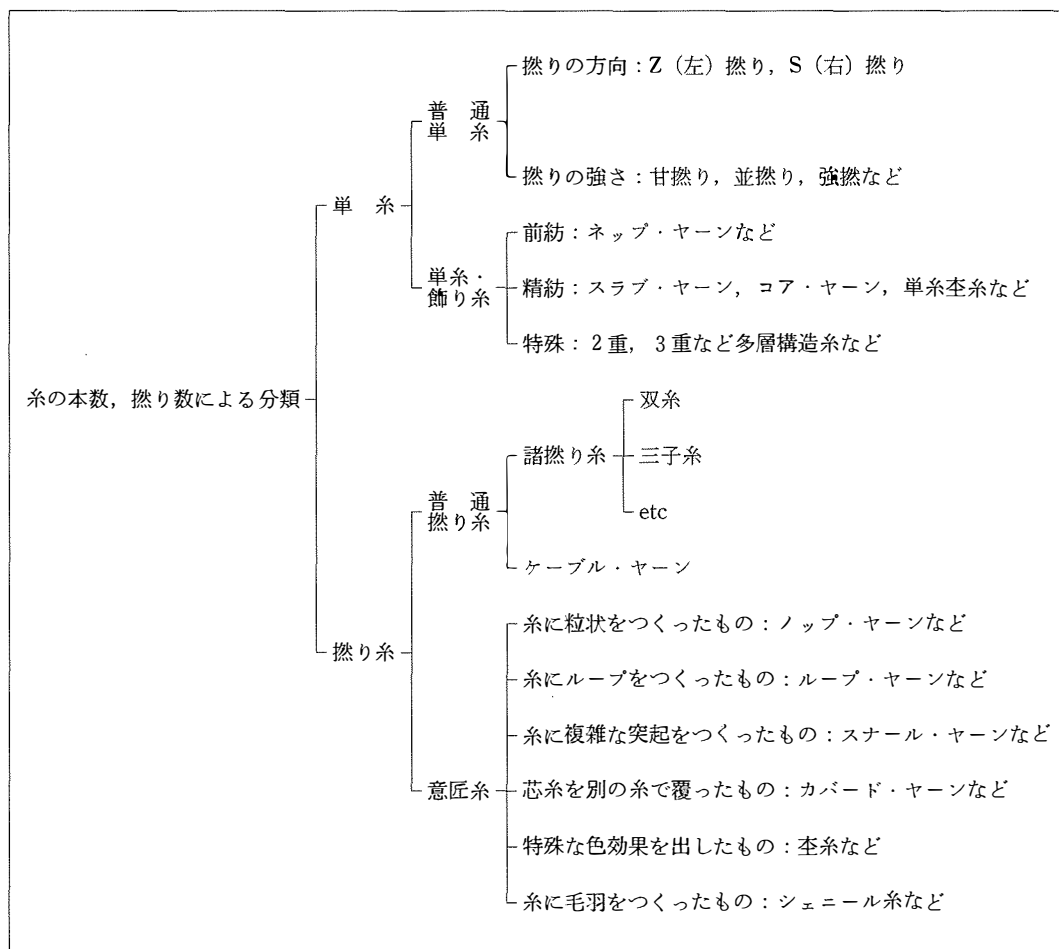 撚りの方向：Z（左）撚り，S（右）撚り
普 通
単 糸
撚りの強さ：甘撚り，並撚り，強撚など
単 糸
前紡：ネップ・ヤーンなど
単糸・
飾り糸
精紡：スラブ・ヤーン，コア・ヤーン，単糸杢糸など
特殊：2重，3重など多層構造糸など
糸の本数，撚り数による分類
双糸
諸撚り糸
三子糸
普 通
撚り糸
etc
ケーブル・ヤーン
糸に粒状をつくったもの：ノップ・ヤーンなど
撚り糸
糸にループをつくったもの：ループ・ヤーンなど
糸に複雑な突起をつくったもの：スナール・ヤーンなど
意匠糸
芯糸を別の糸で覆ったもの：カバード・ヤーンなど
特殊な色効果を出したもの：杢糸など
糸に毛羽をつくったもの：シェニール糸など